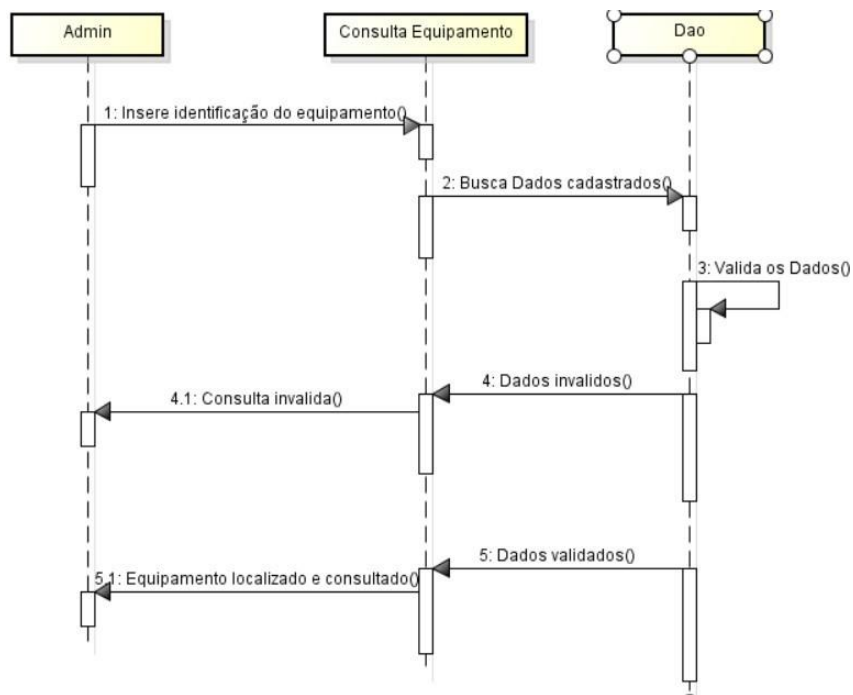 Admin
Consulta Equipamento
Dao
1: Insere identificação do equipamento()
2: Busca Dados cadastrados()
3: Valida os Dados()
4: Dados invalidos()
4.1: Consulta invalida()
5: Dados validados()
5.1: Equipamento localizado e consultado()